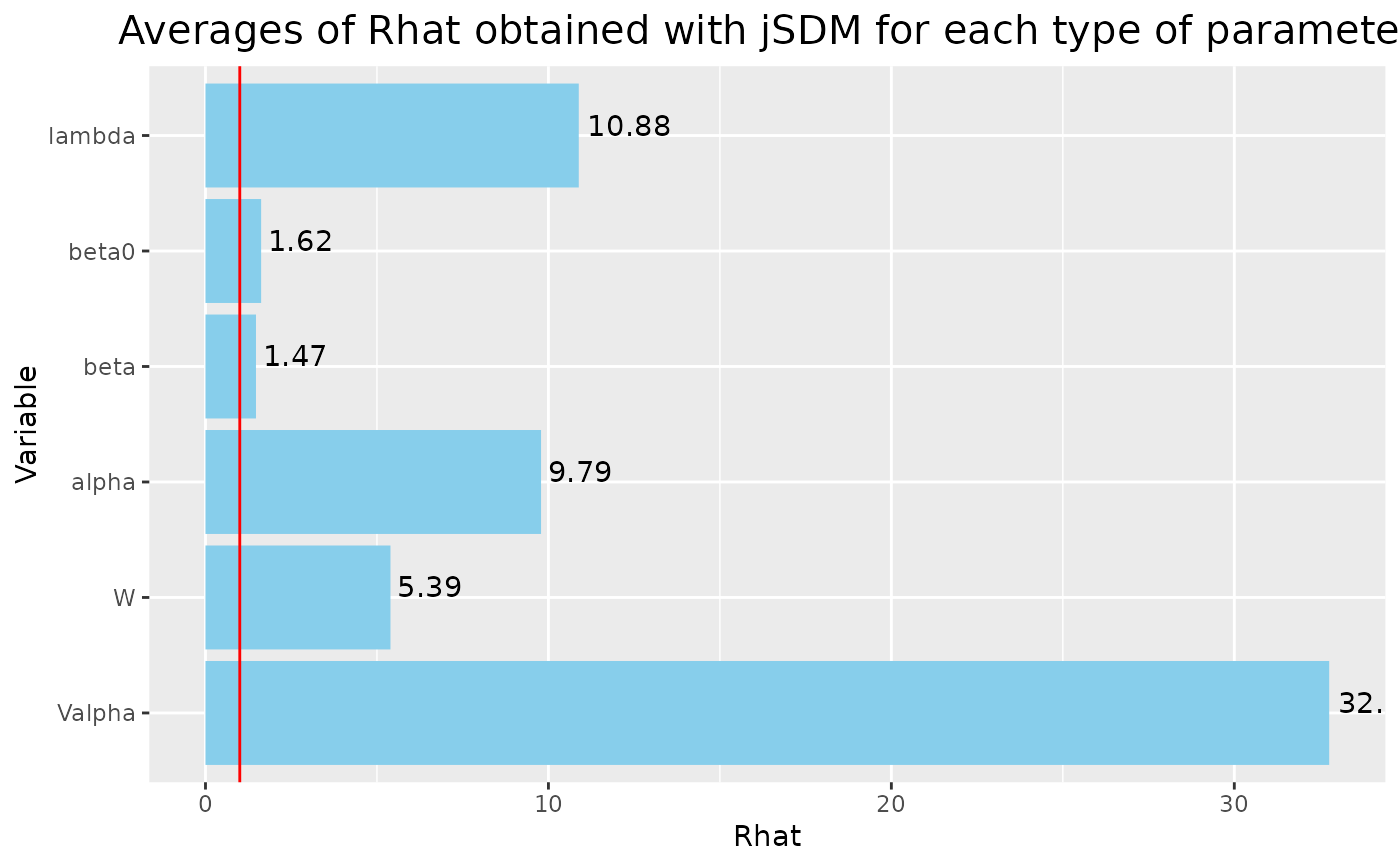 Averages of Rhat obtained with jSDM for each type of paramete
lambda
10.88
beta0
1.62
beta
1.47
alpha
9.79
W
5.39
Valpha
32.
Variable
0
10
20
30
Rhat